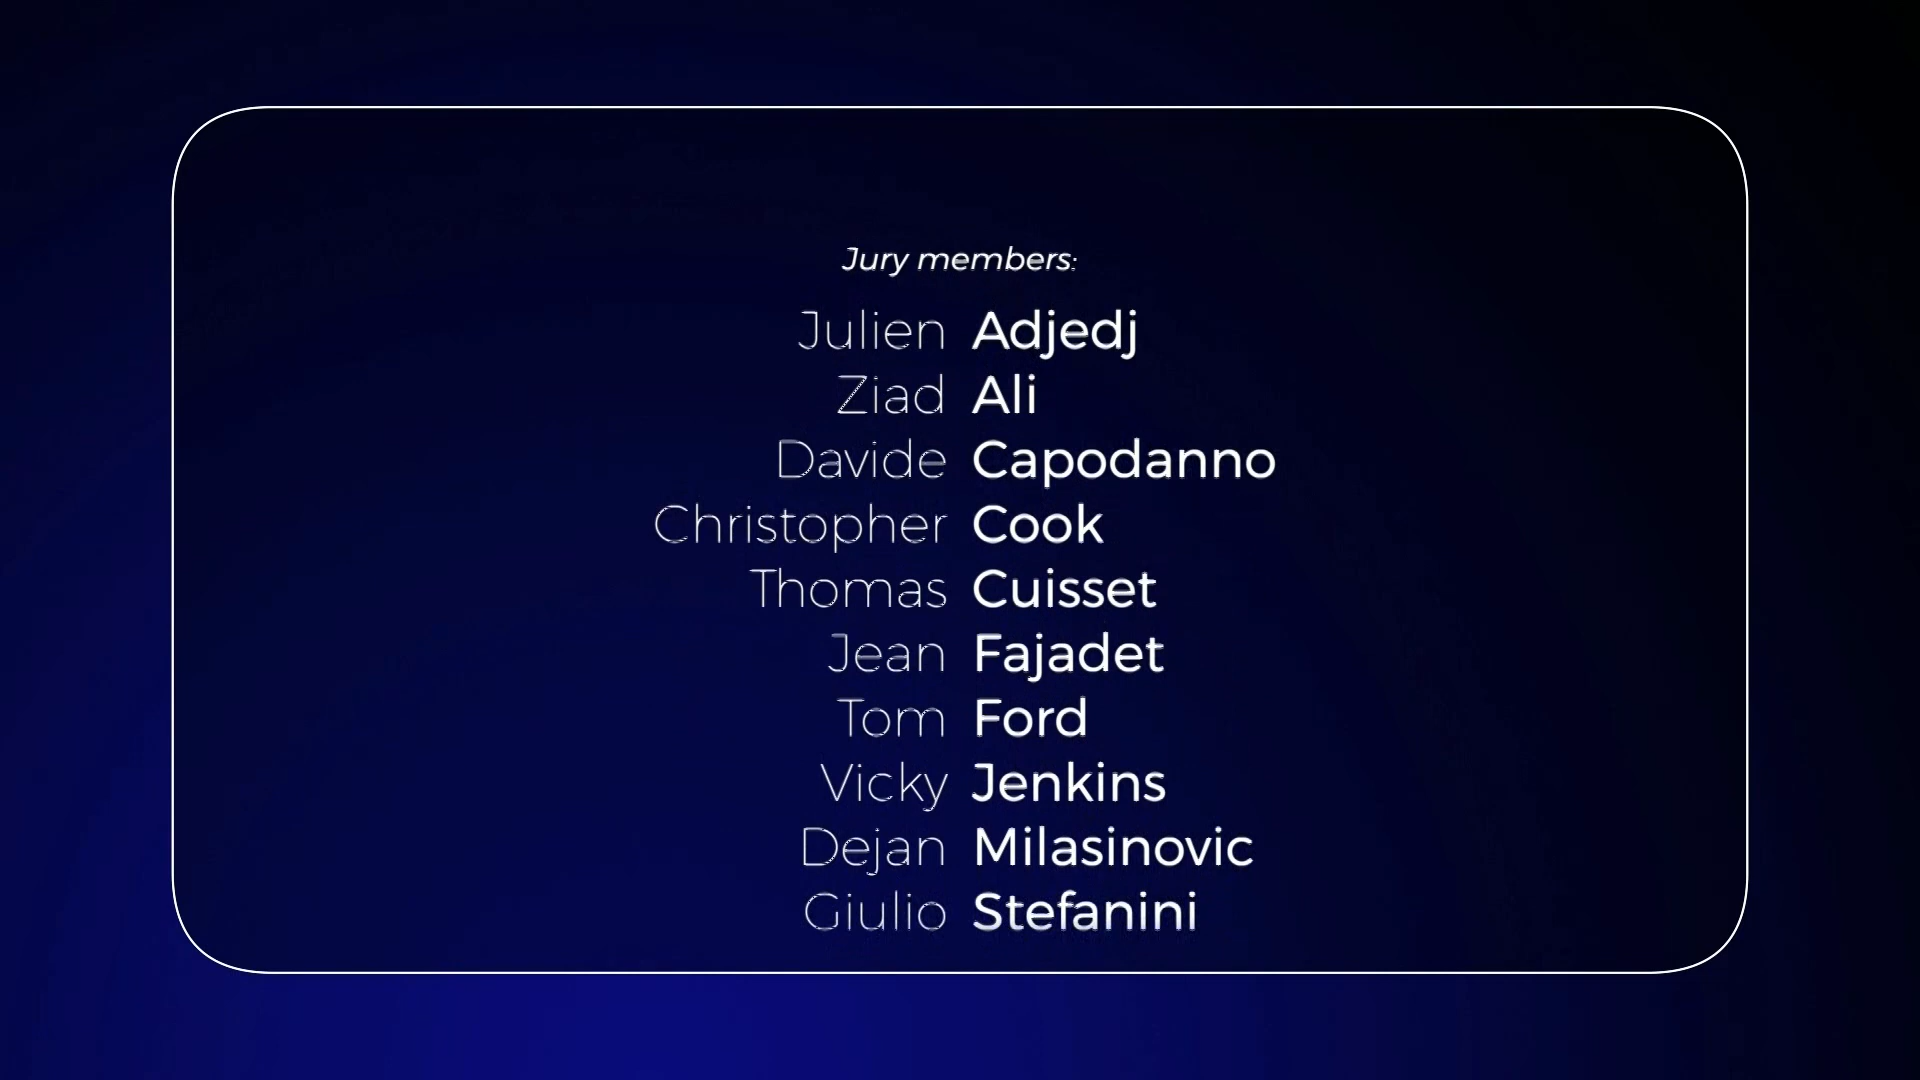 Jury members:
Julien Adjedj
Ziad Ali
Davide Capodanno
Christopher Cook
Thomas Cuisset
Jean Fajadet
Tom Ford
Vicky Jenkins
Dejan Milasinovic
Giulio Stefanini